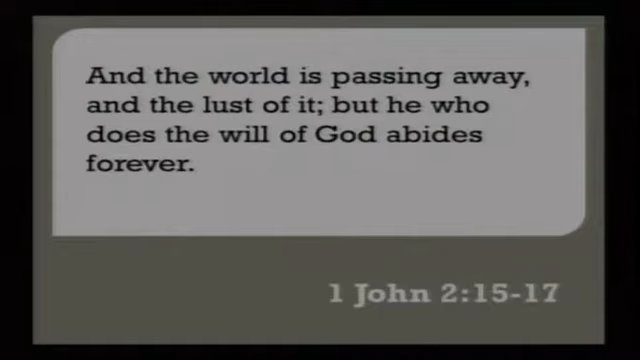 And the world is passing away,
and the lust of it; but he who
does the will of God abides
forever.
1 John 2:15-17